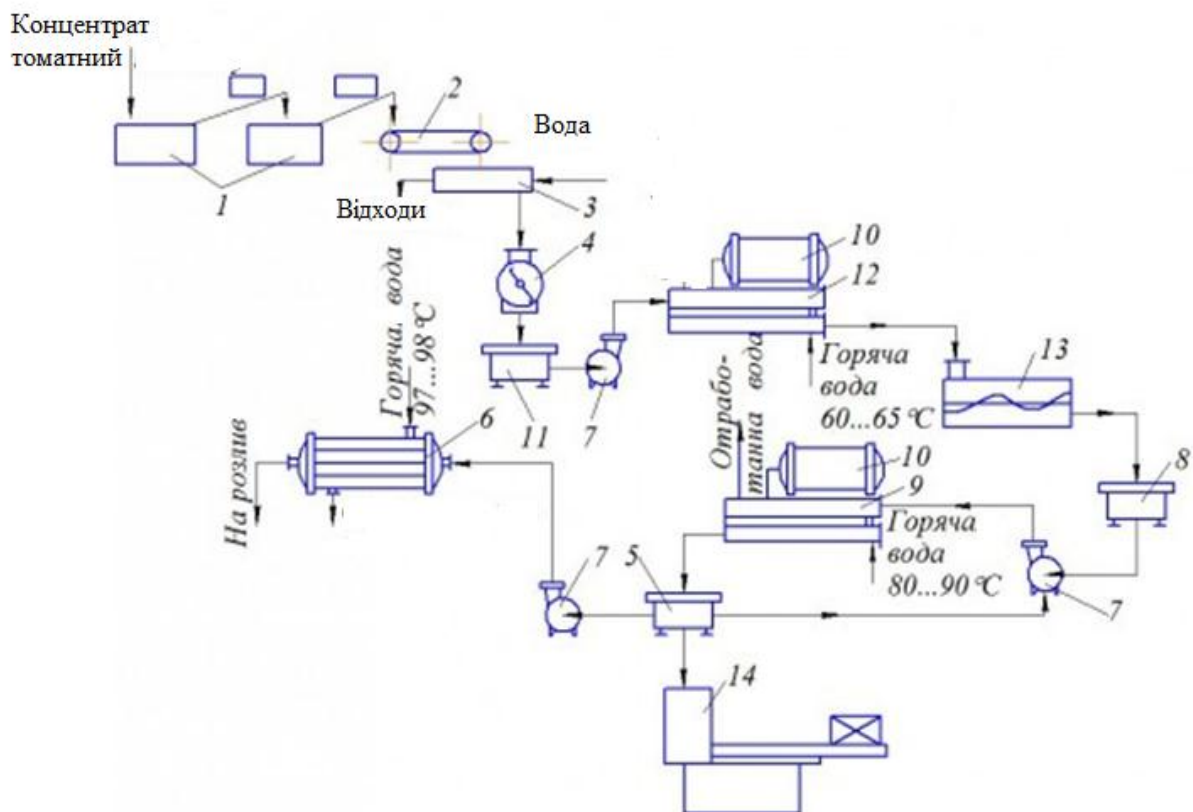 Концентрат
томатний
2
Вода
1
Відходи
3
4
10
12
Горяча. вода
97...98°С
Горяча
вода
60...65°С
13
11
7
6
Отрабо-
танна вода
10
9
8
На розлив
Горяча
вода
80...90°С
7
5
7
14